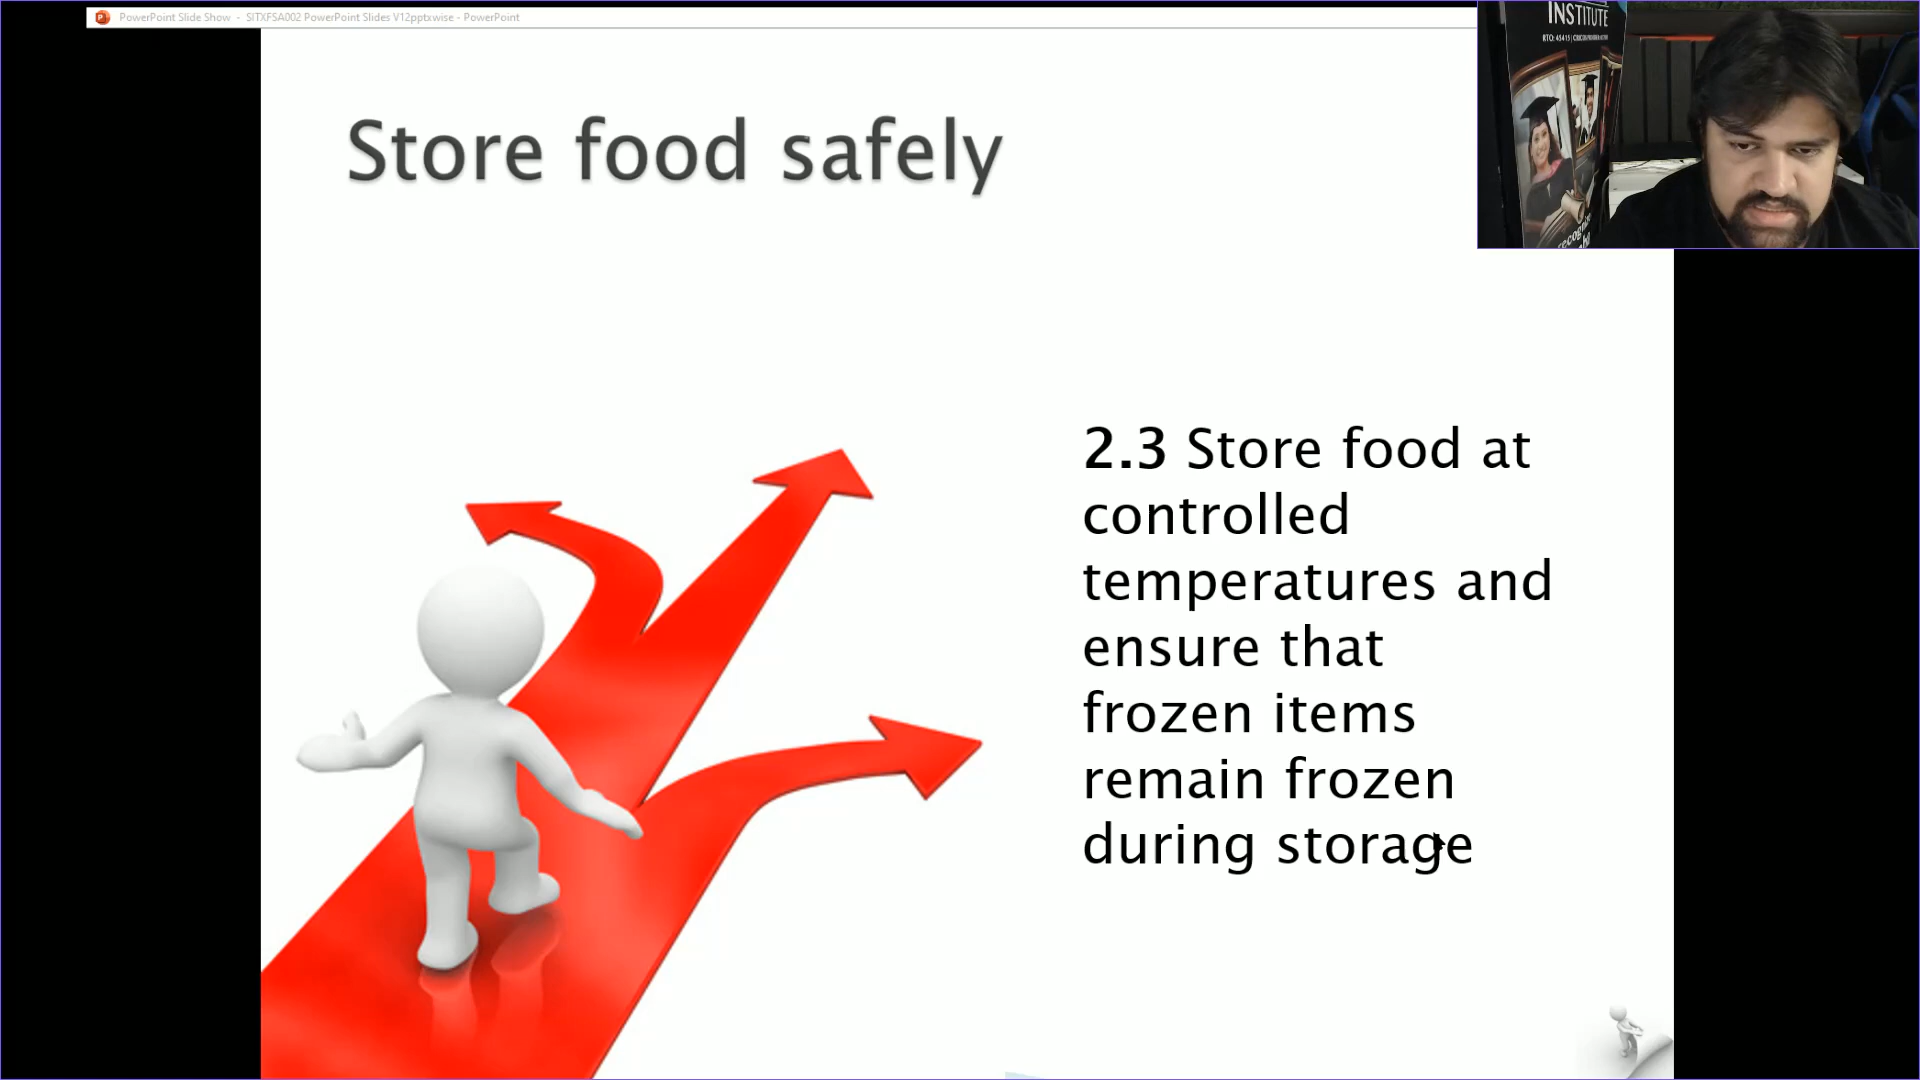 PowerPoint Slide Show - SITXFSA002 PowerPoint Slides V12pptxwise - PowerPoint
INSTITUTE
Store food safely
2.3 Store food at
controlled
temperatures and
ensure that
frozen items
remain frozen
during storage